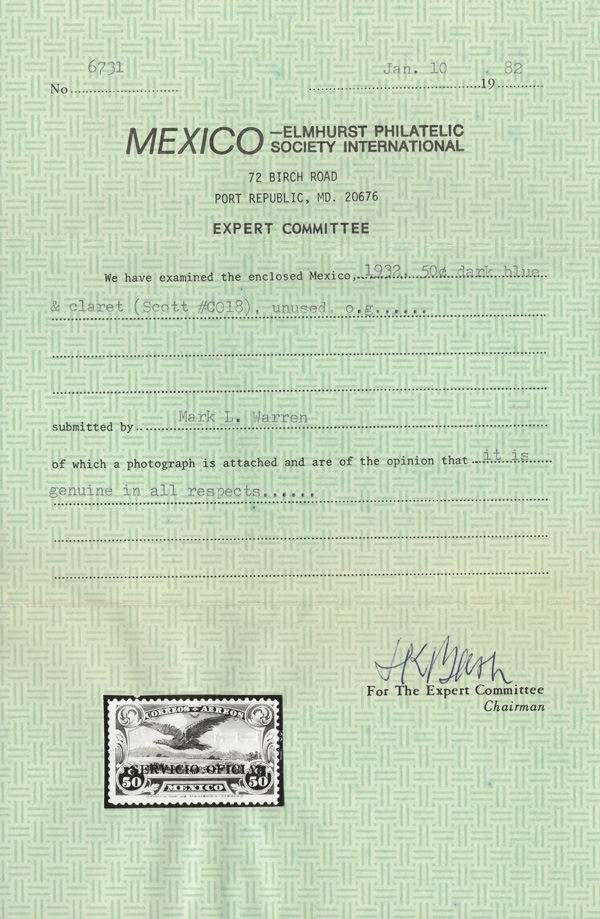 6731 Jan. 10 , 82
No 19
MEXICO —ELMHURST PHILATELIC
SOCIETY INTERNATIONAL
72 BIRCH ROAD
PORT REPUBLIC, MD. 20676
EXPERT COMMITTEE
We have examined the enclosed Mexico, 1932, 50¢ dark blue
& claret (Scott #CO18), unused, o.g......
submitted by Mark L. Warren
of which a photograph is attached and are of the opinion that it is
genuine in all respects......
For The Expert Committee
Chairman
CORREOS AEREOS
SERVICIO OFICIAL
50 50
MEXICO